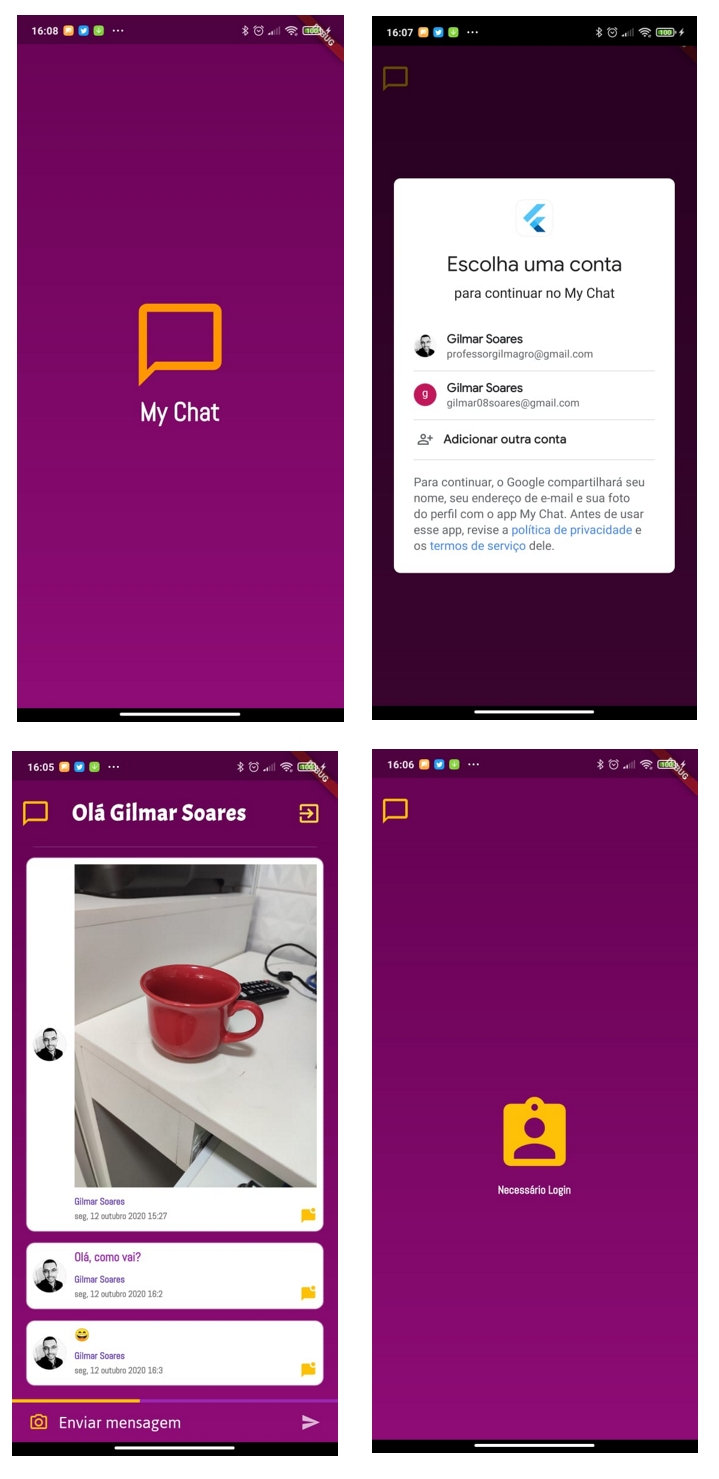 16:08
100
DEBUG
My Chat
16:07
100
Escolha uma conta
para continuar no My Chat
Gilmar Soares
professorgilmagro@gmail.com
g
Gilmar Soares
gilmar08soares@gmail.com
Adicionar outra conta
Para continuar, o Google compartilhará seu
nome, seu endereço de e-mail e sua foto
do perfil com o app My Chat. Antes de usar
esse app, revise a política de privacidade e
os termos de serviço dele.
16:05
100
DEBUG
Olá Gilmar Soares
Gilmar Soares
seg, 12 outubro 2020 15:27
Olá, como vai?
Gilmar Soares
seg, 12 outubro 2020 16:2
Gilmar Soares
seg, 12 outubro 2020 16:3
Enviar mensagem
16:06
100
DEBUG
Necessário Login